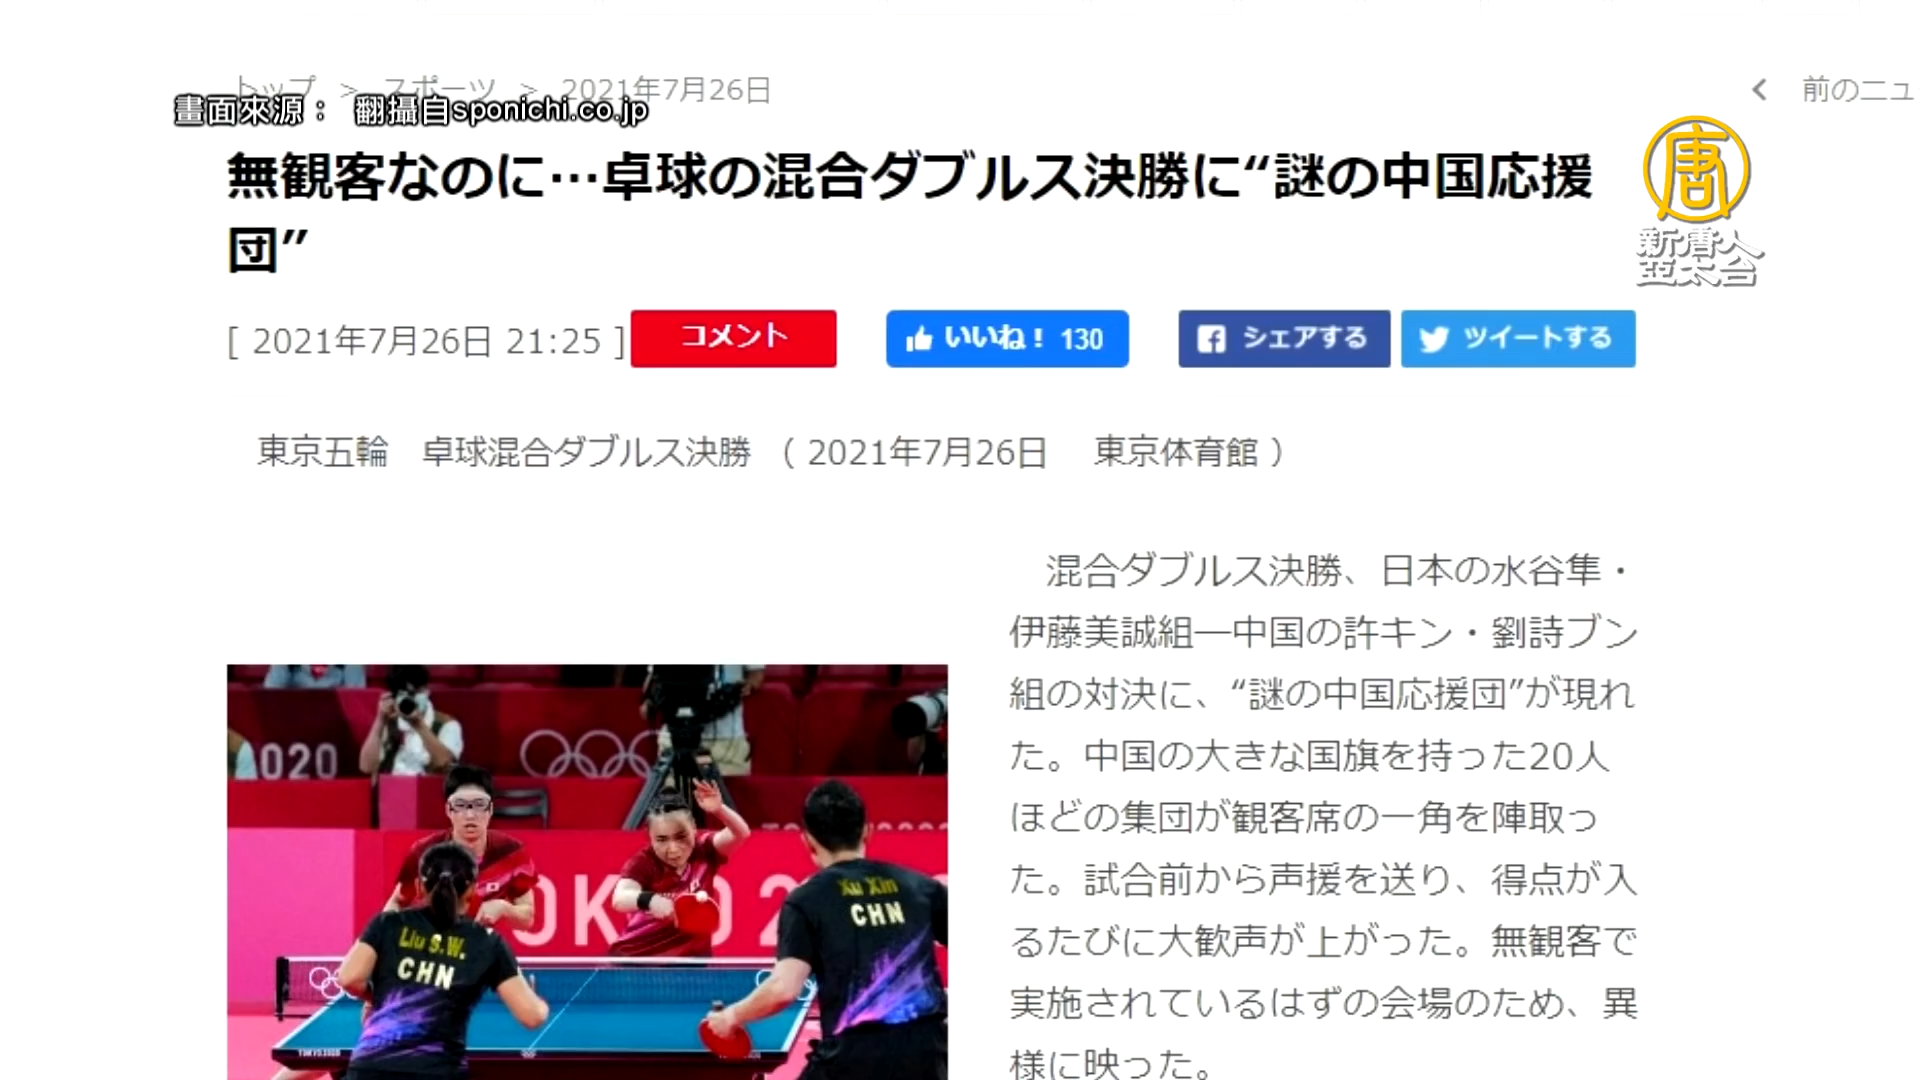 トップ > スポーツ > 2021年7月26日
前のニュ
畫面來源： 翻攝自sponichi.co.jp
無観客なのに…卓球の混合ダブルス決勝に“謎の中国応援
団”
唐
新唐人
亞太台
[ 2021年7月26日 21:25 ]
コメント
いいね！ 130
シェアする
ツイートする
東京五輪　卓球混合ダブルス決勝 （ 2021年7月26日　 東京体育館 ）
混合ダブルス決勝、日本の水谷隼・
伊藤美誠組―中国の許キン・劉詩ブン
組の対決に、“謎の中国応援団”が現れ
た。中国の大きな国旗を持った20人
ほどの集団が観客席の一角を陣取っ
た。試合前から声援を送り、得点が入
るたびに大歓声が上がった。無観客で
実施されているはずの会場のため、異
様に映った。
2020
Xu Xin
CHN
Liu S.W.
CHN